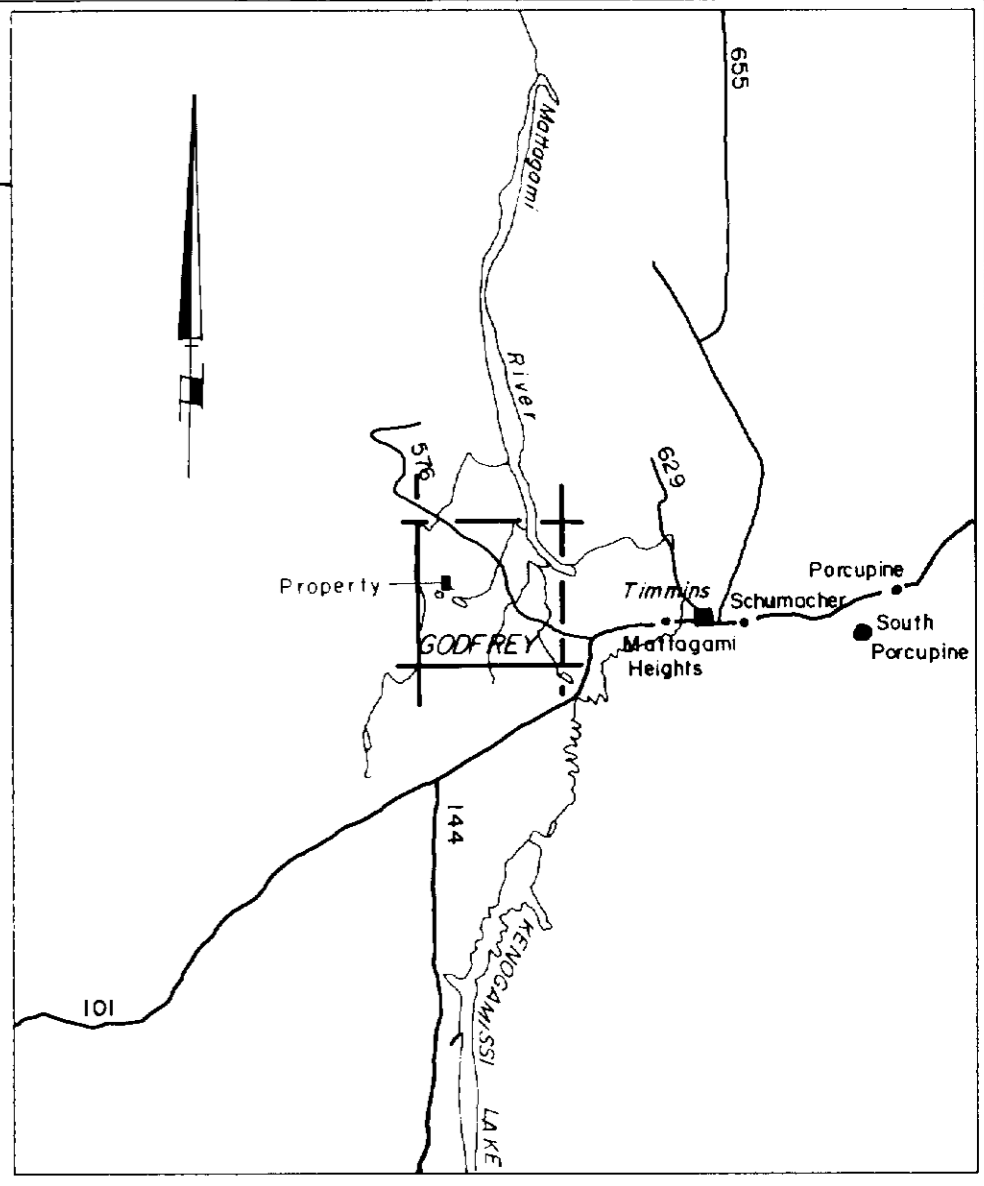 655
Mattagami
River
576
629
Property
Timmins
Porcupine
Schumacher
South
Porcupine
GODFREY
Mattagami
Heights
144
KENOGAMISSI
LAKE
101